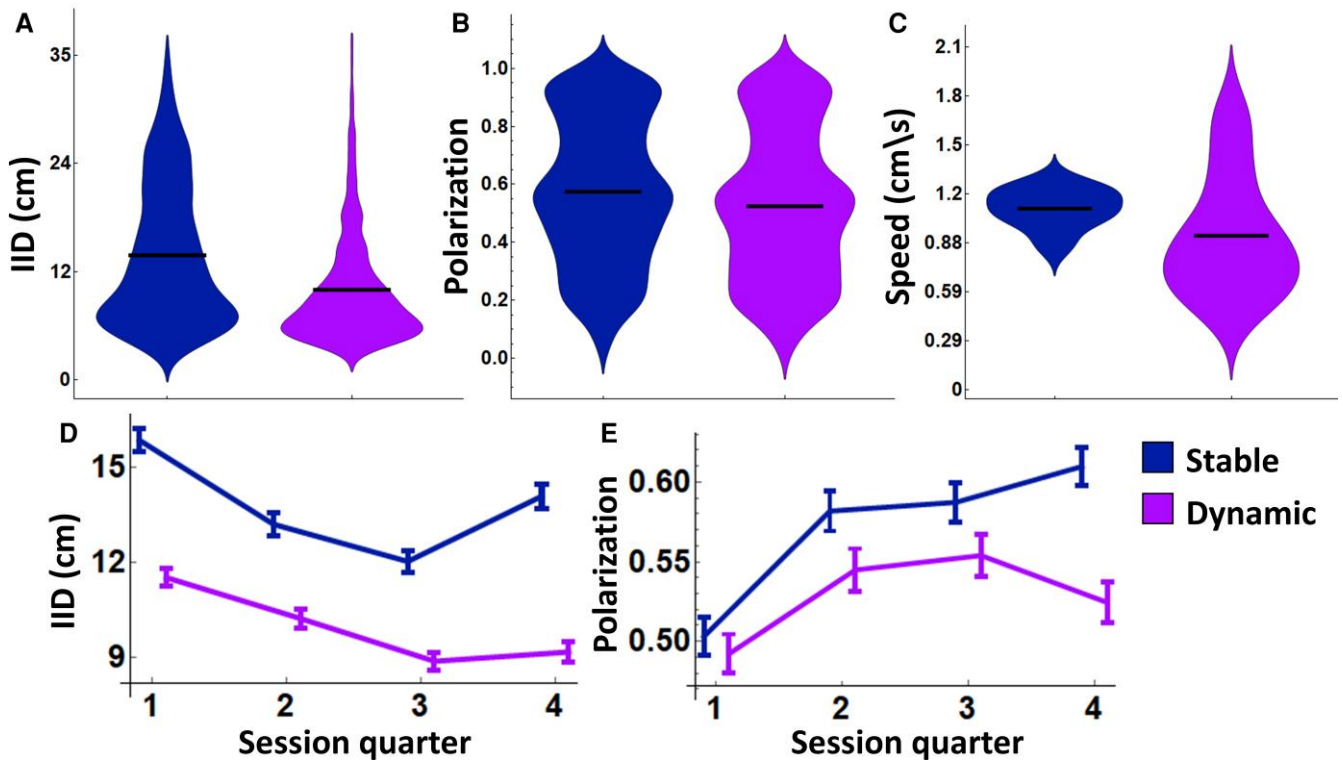 A
IID (cm)
35
24
12
0
B
Polarization
1.0
0.8
0.6
0.4
0.2
0.0
C
Speed (cm\s)
2.1
1.8
1.5
1.2
0.88
0.59
0.29
0
D
IID (cm)
15
12
9
1 2 3 4
Session quarter
E
Polarization
0.60
0.55
0.50
1 2 3 4
Session quarter
Stable
Dynamic